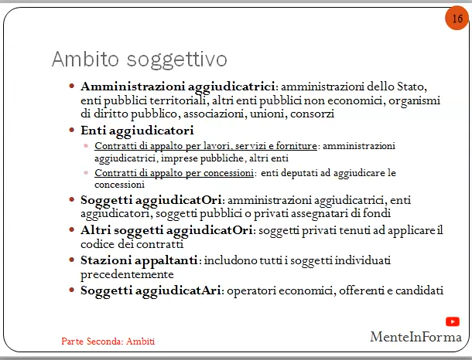 16
Ambito soggettivo
Amministrazioni aggiudicatrici: amministrazioni dello Stato,
enti pubblici territoriali, altri enti pubblici non economici, organismi
di diritto pubblico, associazioni, unioni, consorzi
Enti aggiudicatori
Contratti di appalto per lavori, servizi e forniture: amministrazioni
aggiudicatrici, imprese pubbliche, altri enti
Contratti di appalto per concessioni: enti deputati ad aggiudicare le
concessioni
Soggetti aggiudicatOri: amministrazioni aggiudicatrici, enti
aggiudicatori, soggetti pubblici o privati assegnatari di fondi
Altri soggetti aggiudicatOri: soggetti privati tenuti ad applicare il
codice dei contratti
Stazioni appaltanti: includono tutti i soggetti individuati
precedentemente
Soggetti aggiudicatAri: operatori economici, offerenti e candidati
Parte Seconda: Ambiti
MenteInForma